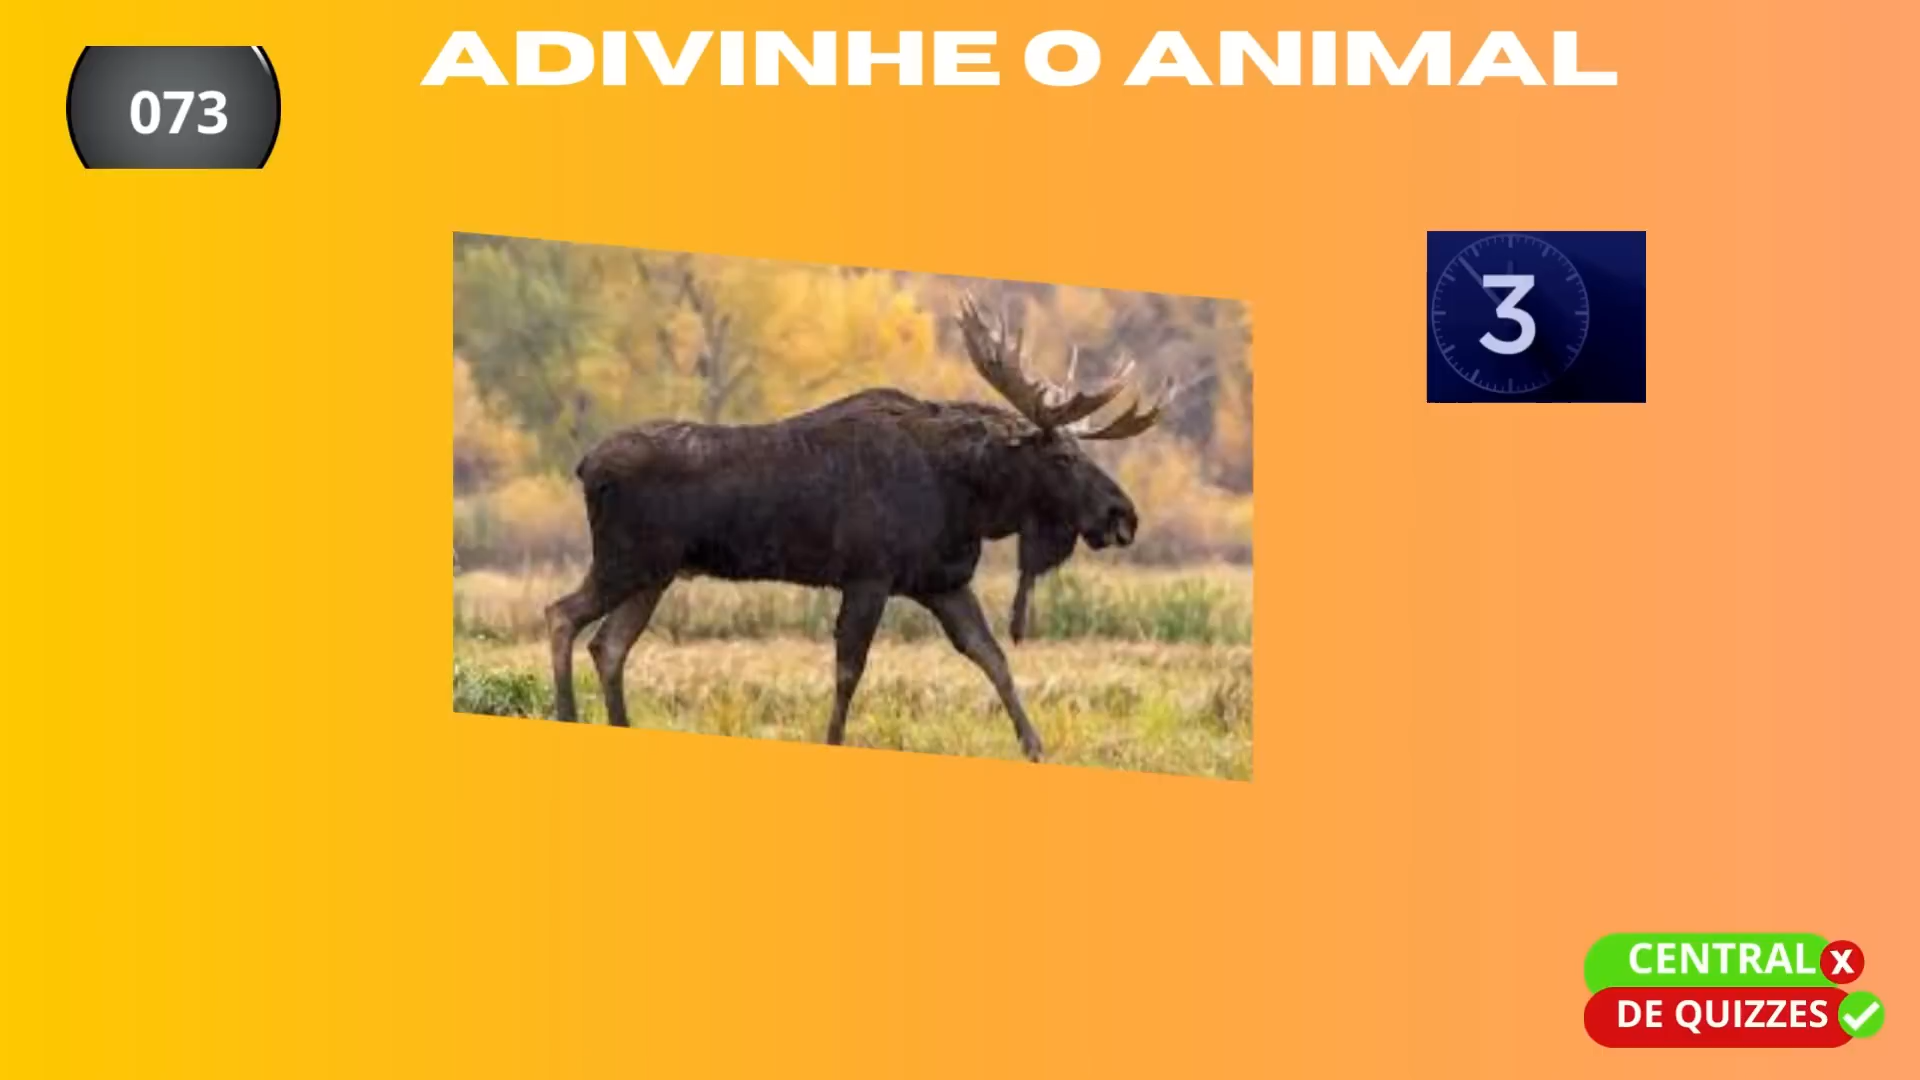 ADIVINHE O ANIMAL
073
3
CENTRAL X
DE QUIZZES